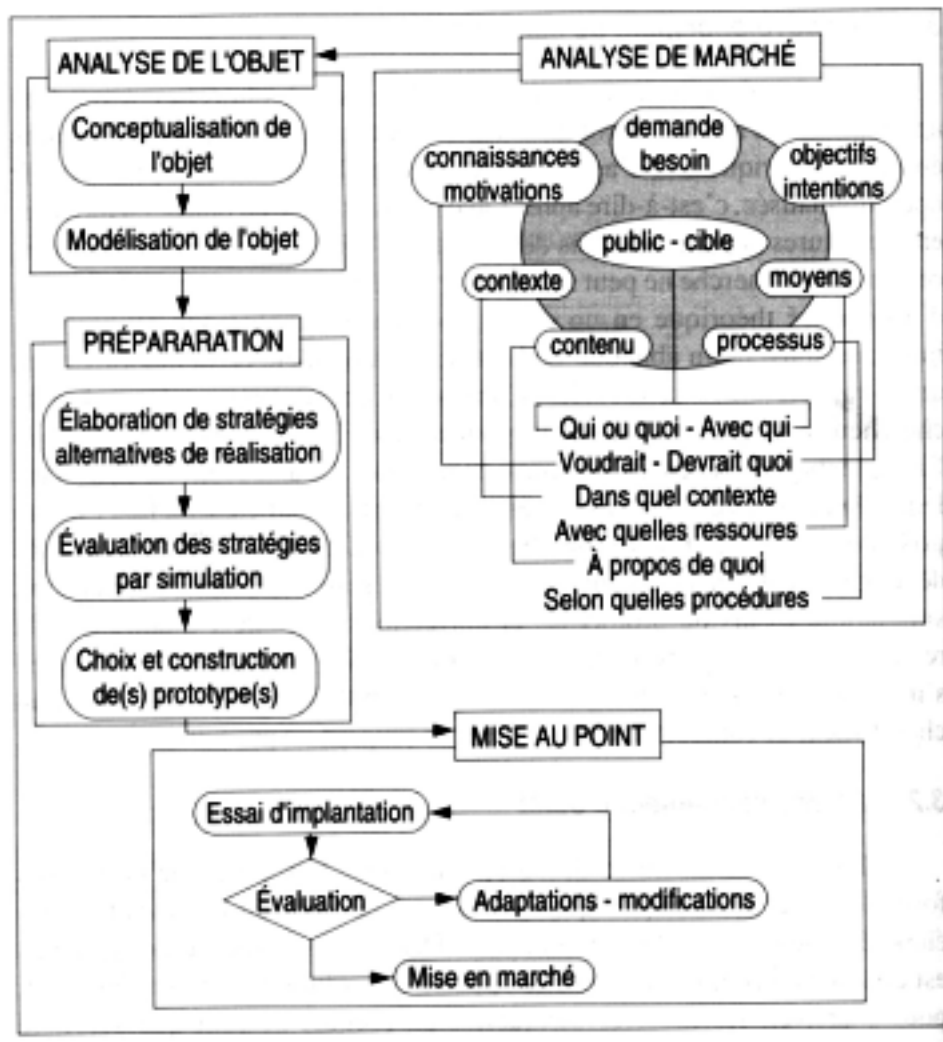 ANALYSE DE L'OBJET
Conceptualisation de
l'objet
Modélisation de l'objet
ANALYSE DE MARCHÉ
demande
besoin
connaissances
motivations
objectifs
intentions
public - cible
contexte
moyens
contenu
processus
Qui ou quoi - Avec qui
Voudrait - Devrait quoi
Dans quel contexte
Avec quelles ressoures
À propos de quoi
Selon quelles procédures
PRÉPARARATION
Élaboration de stratégies
alternatives de réalisation
Évaluation des stratégies
par simulation
Choix et construction
de(s) prototype(s)
MISE AU POINT
Essai d'implantation
Évaluation
Adaptations - modifications
Mise en marché